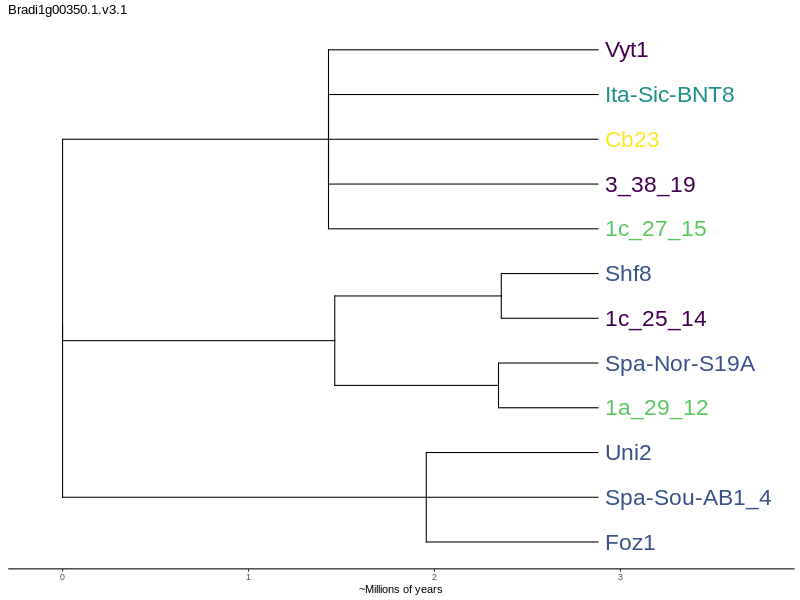 Bradi1g00350.1.v3.1
Vyt1
Ita-Sic-BNT8
Cb23
3_38_19
1c_27_15
Shf8
1c_25_14
Spa-Nor-S19A
1a_29_12
Uni2
Spa-Sou-AB1_4
Foz1
0 1 2 3
~Millions of years